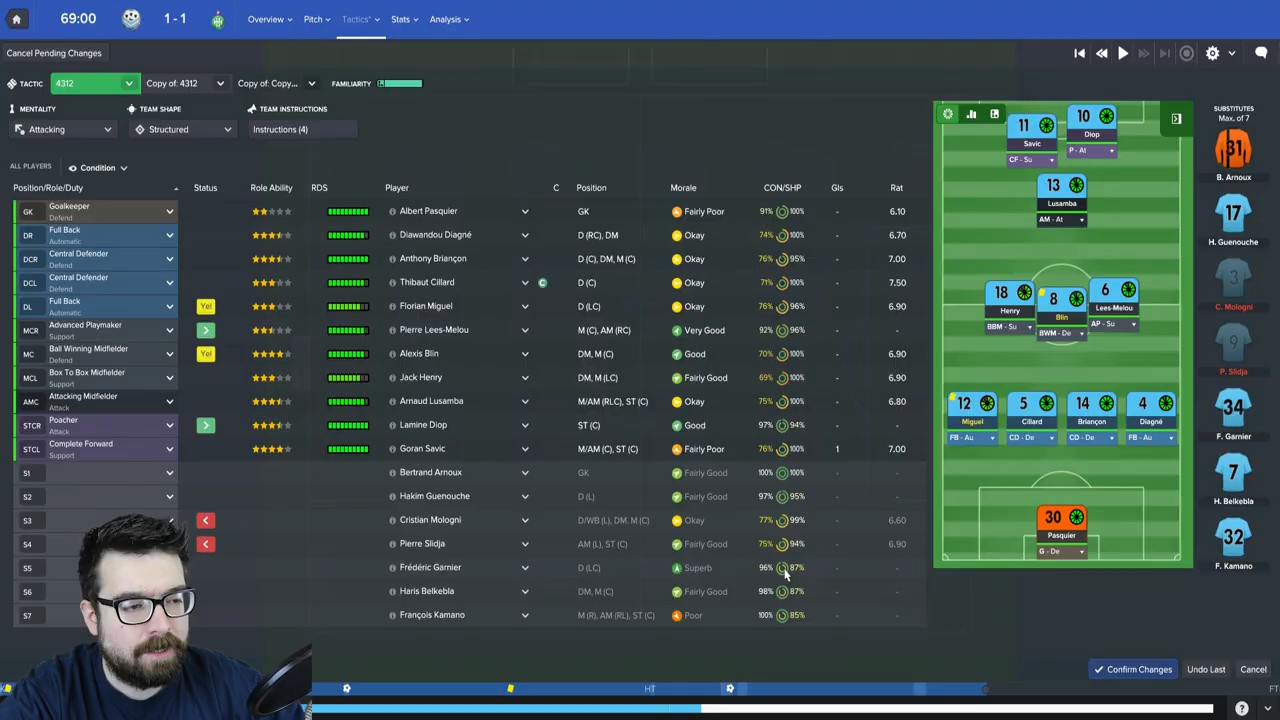 69:00 1 - 1 Overview Pitch Tactics* Stats Analysis
Cancel Pending Changes
TACTIC 4312 Copy of: 4312 Copy of: Copy... FAMILIARITY
MENTALITY TEAM SHAPE TEAM INSTRUCTIONS
Attacking Structured Instructions (4)
ALL PLAYERS Condition
Position/Role/Duty Status Role Ability RDS Player C Position Morale CON/SHP Gls Rat
GK Goalkeeper Defend Albert Pasquier GK Fairly Poor 91% 100% - 6.10
DR Full Back Automatic Diawandou Diagné D (RC), DM Okay 74% 100% - 6.70
DCR Central Defender Defend Anthony Briançon D (C), DM, M (C) Okay 76% 95% - 7.00
DCL Central Defender Defend Thibaut Cillard C D (C) Okay 71% 100% - 7.50
DL Full Back Automatic Yel Florian Miguel D (LC) Okay 76% 96% - 6.90
MCR Advanced Playmaker Support Pierre Lees-Melou M (C), AM (RC) Very Good 92% 96% - -
MC Ball Winning Midfielder Defend Yel Alexis Blin DM, M (C) Good 70% 100% - 6.90
MCL Box To Box Midfielder Support Jack Henry DM, M (LC) Fairly Good 69% 100% - 6.90
AMC Attacking Midfielder Attack Arnaud Lusamba M/AM (RLC), ST (C) Okay 75% 100% - 6.80
STCR Poacher Attack Lamine Diop ST (C) Good 97% 94% - -
STCL Complete Forward Support Goran Savic M/AM (C), ST (C) Fairly Poor 76% 100% 1 7.00
S1 Bertrand Arnoux GK Fairly Good 100% 100% - -
S2 Hakim Guenouche D (L) Fairly Good 97% 95% - -
S3 Cristian Mologni D/WB (L), DM, M (C) Okay 77% 99% - 6.60
S4 Pierre Slidja AM (L), ST (C) Fairly Good 75% 94% - 6.90
S5 Frédéric Garnier D (LC) Superb 96% 87% - -
S6 Haris Belkebla DM, M (C) Fairly Good 98% 87% - -
S7 François Kamano M (R), AM (RL), ST (C) Poor 100% 85% - -
11 Savic CF - Su
10 Diop P - At
13 Lusamba AM - At
18 Henry BBM - Su
8 Blin BWM - De
6 Lees-Melou AP - Su
12 Miguel FB - Au
5 Cillard CD - De
14 Briançon CD - De
4 Diagné FB - Au
30 Pasquier G - De
SUBSTITUTES
Max. of 7
31 B. Arnoux
17 H. Guenouche
3 C. Mologni
9 P. Slidja
34 F. Garnier
7 H. Belkebla
32 F. Kamano
Confirm Changes Undo Last Cancel
HT FT
?